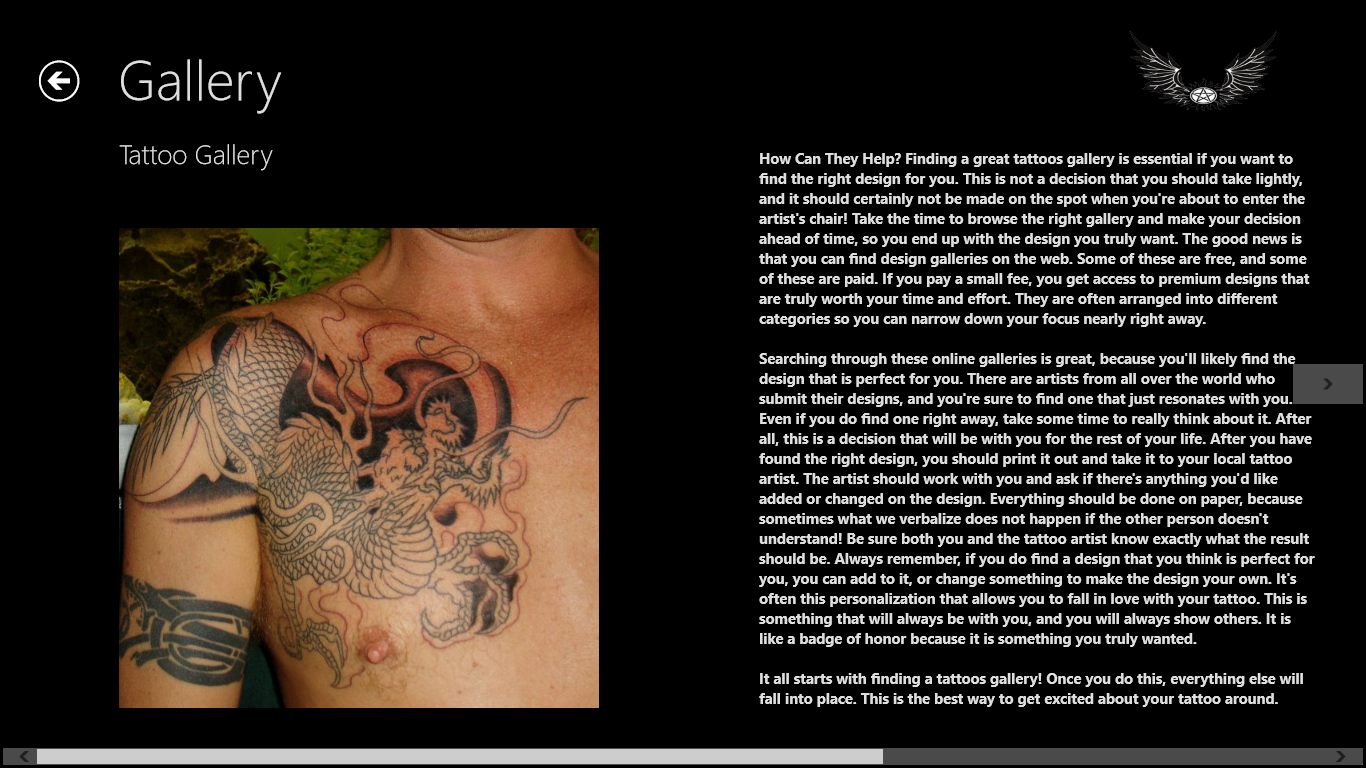 Gallery
Tattoo Gallery
How Can They Help? Finding a great tattoos gallery is essential if you want to
find the right design for you. This is not a decision that you should take lightly,
and it should certainly not be made on the spot when you're about to enter the
artist's chair! Take the time to browse the right gallery and make your decision
ahead of time, so you end up with the design you truly want. The good news is
that you can find design galleries on the web. Some of these are free, and some
of these are paid. If you pay a small fee, you get access to premium designs that
are truly worth your time and effort. They are often arranged into different
categories so you can narrow down your focus nearly right away.
Searching through these online galleries is great, because you'll likely find the
design that is perfect for you. There are artists from all over the world who
submit their designs, and you're sure to find one that just resonates with you.
Even if you do find one right away, take some time to really think about it. After
all, this is a decision that will be with you for the rest of your life. After you have
found the right design, you should print it out and take it to your local tattoo
artist. The artist should work with you and ask if there's anything you'd like
added or changed on the design. Everything should be done on paper, because
sometimes what we verbalize does not happen if the other person doesn't
understand! Be sure both you and the tattoo artist know exactly what the result
should be. Always remember, if you do find a design that you think is perfect for
you, you can add to it, or change something to make the design your own. It's
often this personalization that allows you to fall in love with your tattoo. This is
something that will always be with you, and you will always show others. It is
like a badge of honor because it is something you truly wanted.
It all starts with finding a tattoos gallery! Once you do this, everything else will
fall into place. This is the best way to get excited about your tattoo around.